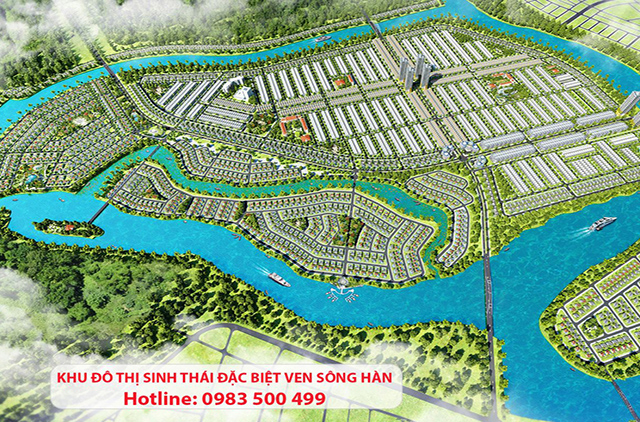 KHU ĐÔ THỊ SINH THÁI ĐẶC BIỆT VEN SÔNG HÀN
Hotline: 0983 500 499